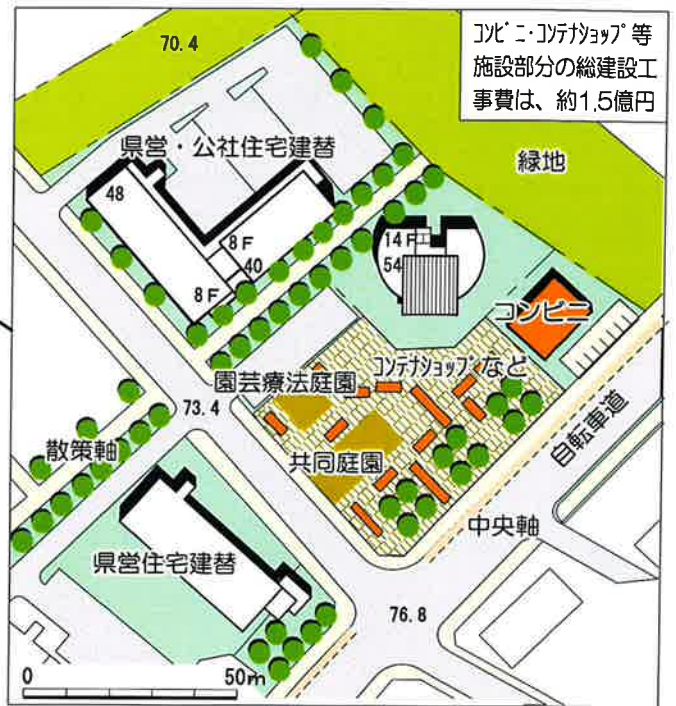 70.4
コンビニ・コンテナショップ等
施設部分の総建設工
事費は、約1.5億円
県営・公社住宅建替
緑地
48
8F
40
8F
14F
54
コンビニ
コンテナショップなど
園芸療法庭園
73.4
散策軸
共同庭園
自転車道
中央軸
県営住宅建替
76.8
0
50m